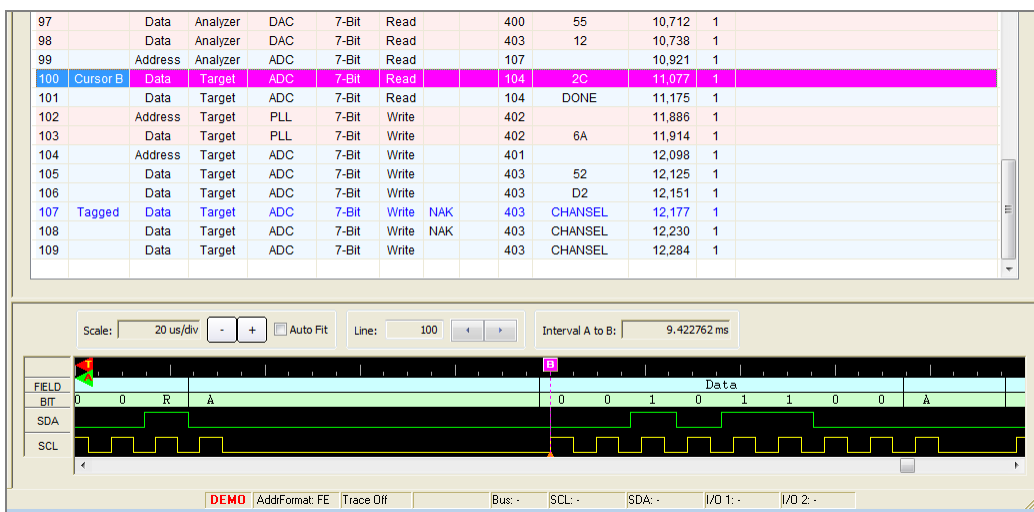 97 Data Analyzer DAC 7-Bit Read 400 55 10,712 1
98 Data Analyzer DAC 7-Bit Read 403 12 10,738 1
99 Address Analyzer ADC 7-Bit Read 107 10,921 1
100 Cursor B Data Target ADC 7-Bit Read 104 2C 11,077 1
101 Data Target ADC 7-Bit Read 104 DONE 11,175 1
102 Address Target PLL 7-Bit Write 402 11,886 1
103 Data Target PLL 7-Bit Write 402 6A 11,914 1
104 Address Target ADC 7-Bit Write 401 12,098 1
105 Data Target ADC 7-Bit Write 403 52 12,125 1
106 Data Target ADC 7-Bit Write 403 D2 12,151 1
107 Tagged Data Target ADC 7-Bit Write NAK 403 CHANSEL 12,177 1
108 Data Target ADC 7-Bit Write NAK 403 CHANSEL 12,230 1
109 Data Target ADC 7-Bit Write 403 CHANSEL 12,284 1
Scale: 20 us/div - + Auto Fit Line: 100 Interval A to B: 9.422762 ms
T B
A
FIELD Data
BIT 0 0 R A 0 0 1 0 1 1 0 0 A
SDA
SCL
DEMO AddrFormat: FE Trace Off Bus: - SCL: - SDA: - I/O 1: - I/O 2: -